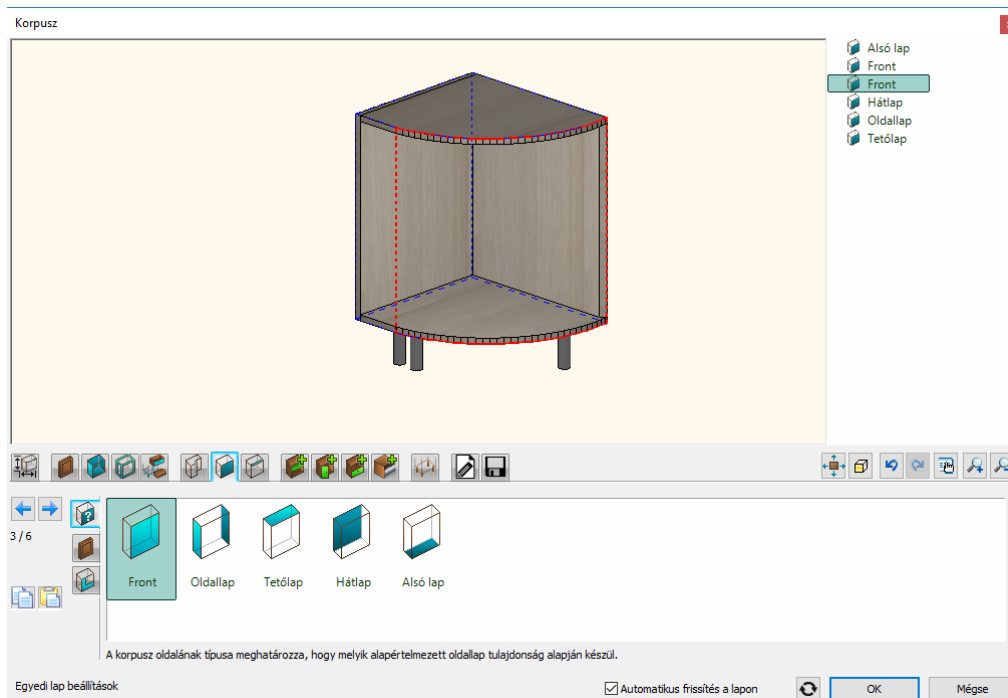 Korpusz
Alsó lap
Front
Front
Hátlap
Oldallap
Tetőlap
3 / 6
Front
Oldallap
Tetőlap
Hátlap
Alsó lap
A korpusz oldalának típusa meghatározza, hogy melyik alapértelmezett oldallap tulajdonság alapján készül.
Egyedi lap beállítások
Automatikus frissítés a lapon
OK
Mégse